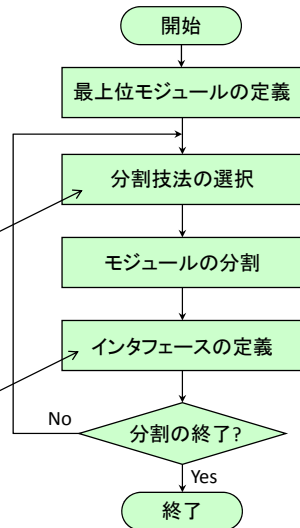 開始
最上位モジュールの定義
分割技法の選択
モジュールの分割
インタフェースの定義
分割の終了?
No
Yes
終了